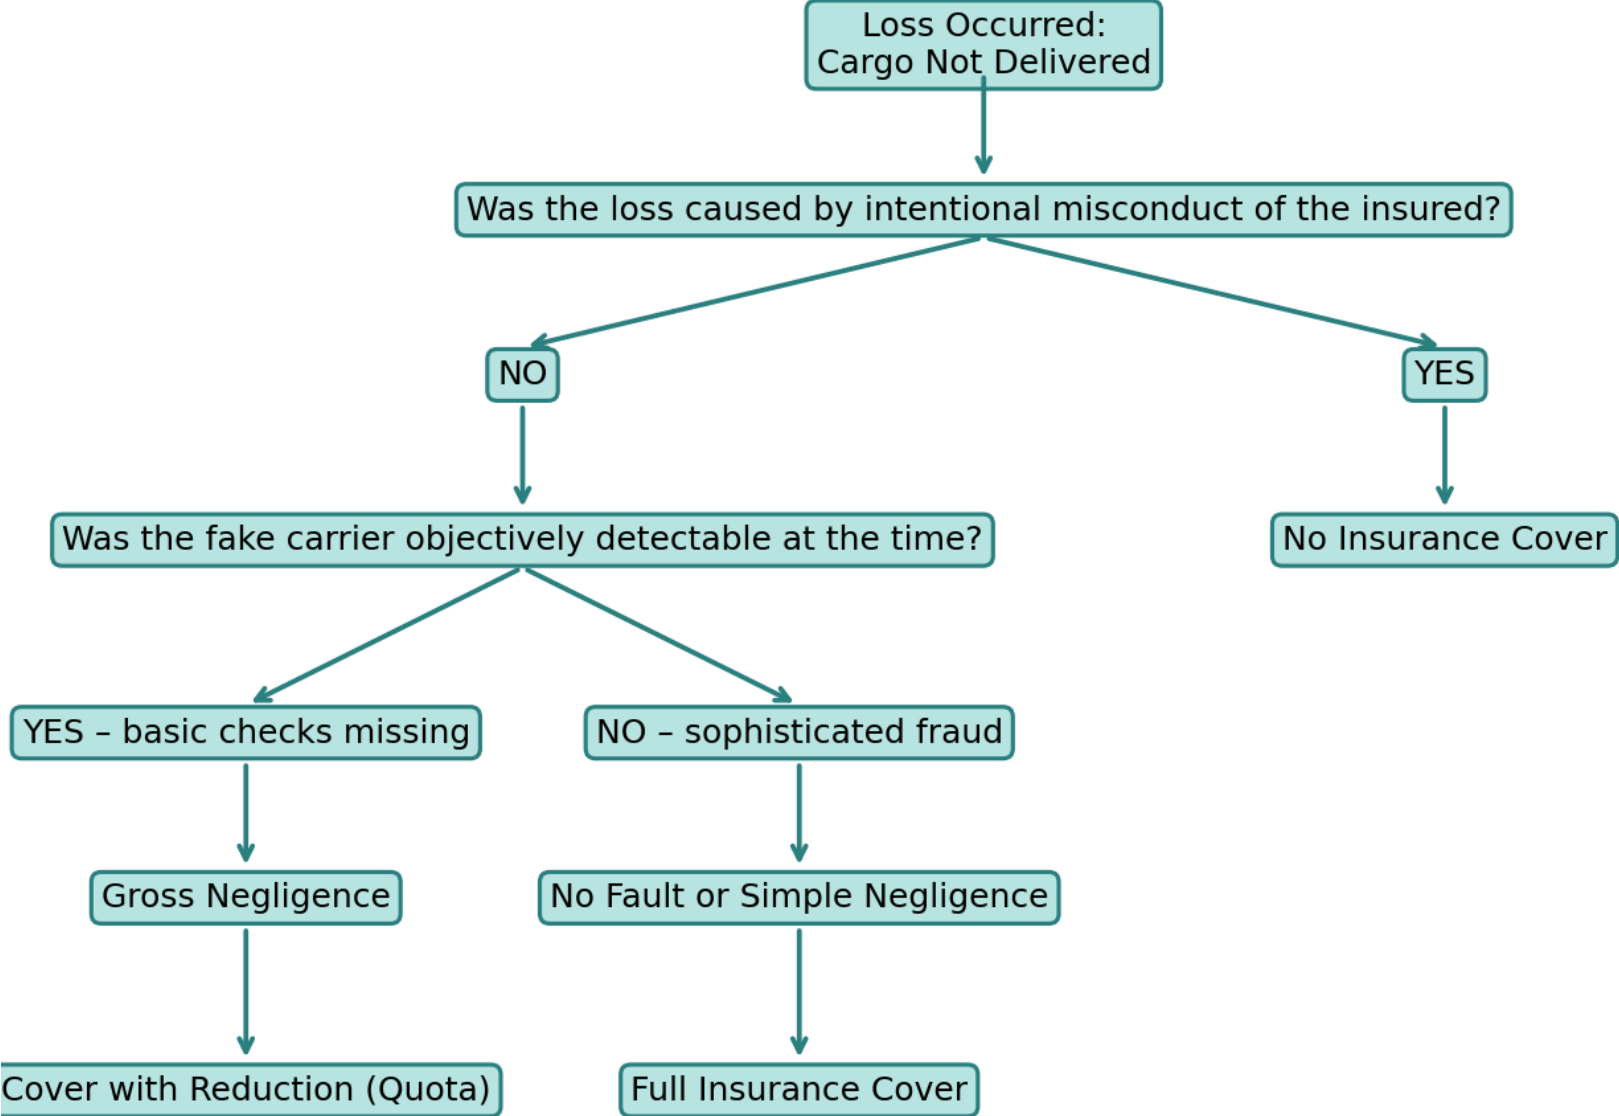 Loss Occurred:
Cargo Not Delivered
Was the loss caused by intentional misconduct of the insured?
NO
YES
Was the fake carrier objectively detectable at the time?
No Insurance Cover
YES – basic checks missing
NO – sophisticated fraud
Gross Negligence
No Fault or Simple Negligence
Cover with Reduction (Quota)
Full Insurance Cover